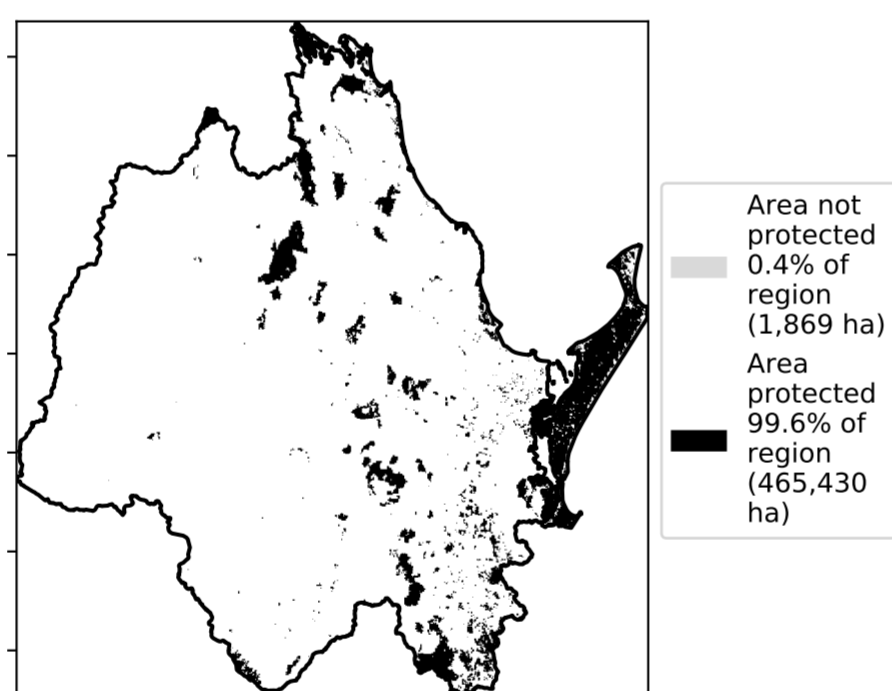 Area not
protected
0.4% of
region
(1,869 ha)
Area
protected
99.6% of
region
(465,430
ha)